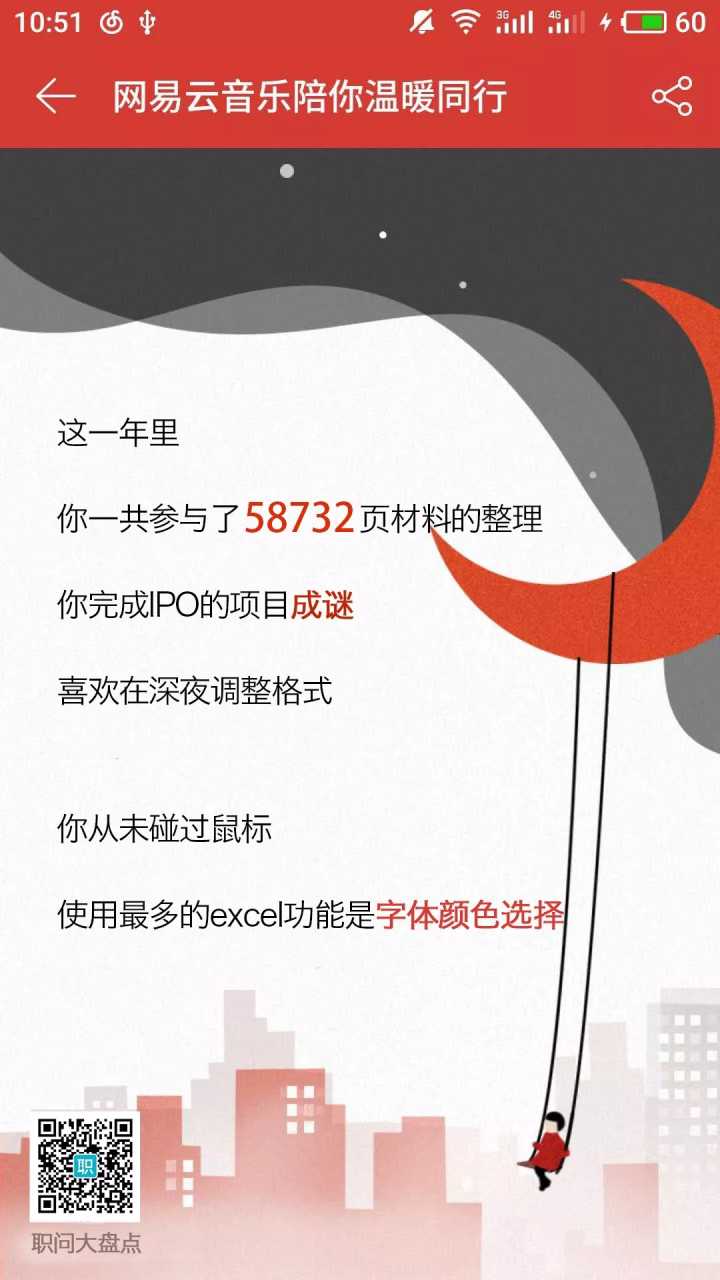 10:51
3G
4G
60
网易云音乐陪你温暖同行
这一年里
你一共参与了58732页材料的整理
你完成IPO的项目成谜
喜欢在深夜调整格式
你从未碰过鼠标
使用最多的excel功能是字体颜色选择
职
职问大盘点